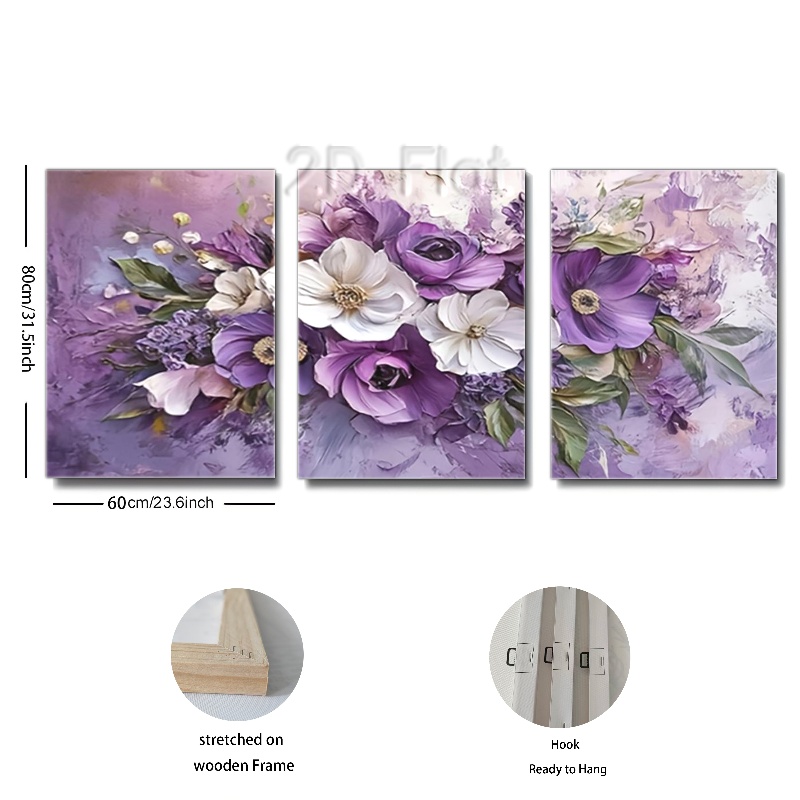 2D Flat
80cm/31.5inch
60cm/23.6inch
stretched on
wooden Frame
Hook
Ready to Hang